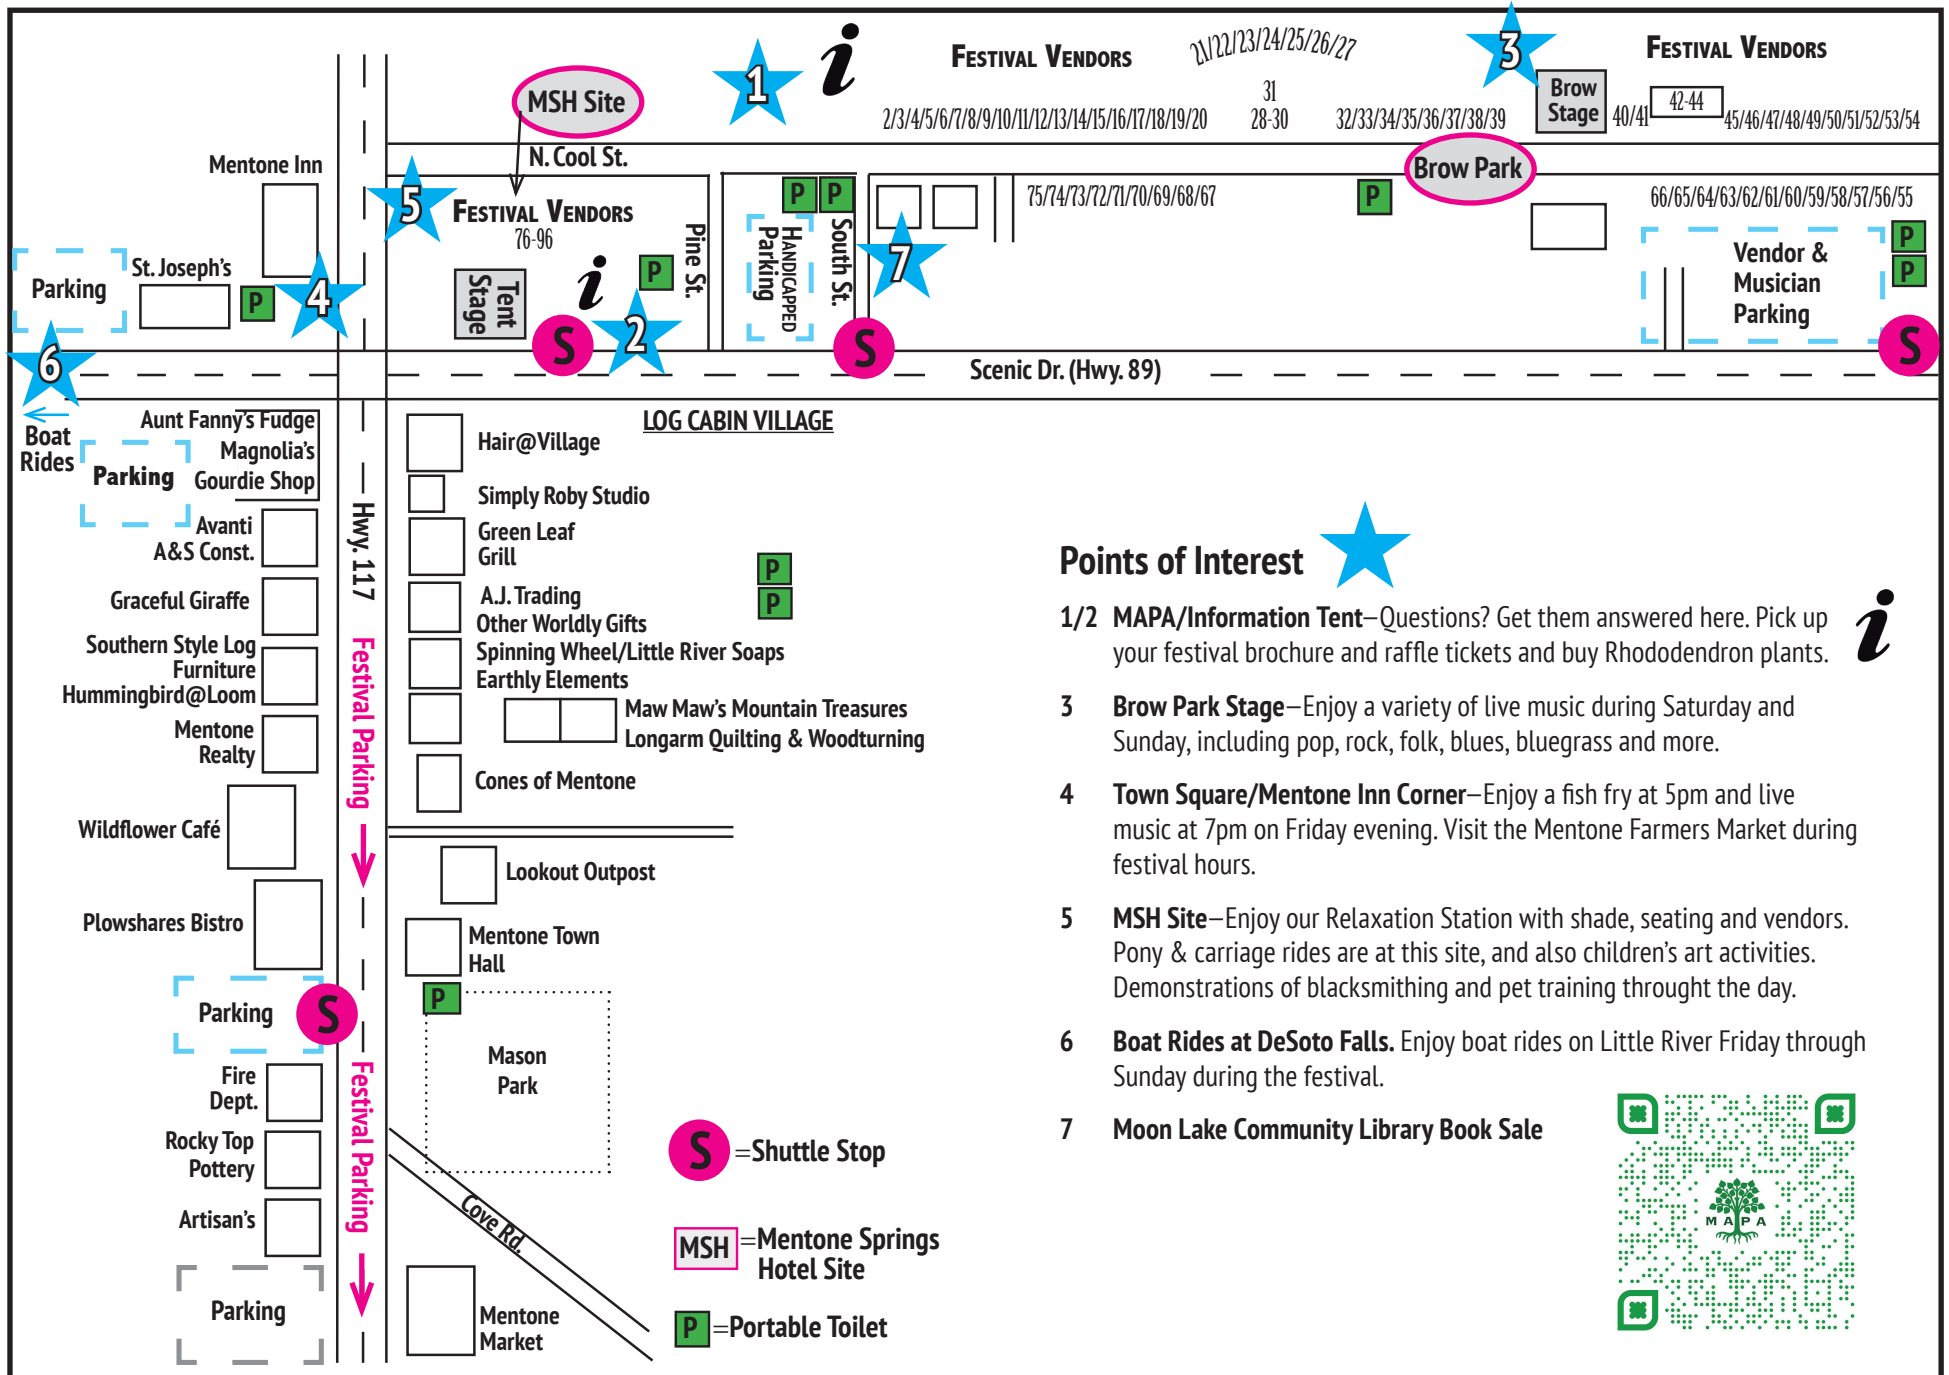 FESTIVAL VENDORS
21/22/23/24/25/26/27
FESTIVAL VENDORS
1
i
3
MSH Site
31
Brow
Stage
42-44
2/3/4/5/6/7/8/9/10/11/12/13/14/15/16/17/18/19/20
28-30
32/33/34/35/36/37/38/39
40/41
45/46/47/48/49/50/51/52/53/54
N. Cool St.
Mentone Inn
Brow Park
5
FESTIVAL VENDORS
76-96
P
P
75/74/73/72/71/70/69/68/67
P
66/65/64/63/62/61/60/59/58/57/56/55
Pine St.
HANDICAPPED
Parking
South St.
7
Vendor &
Musician
Parking
P
P
Parking
St. Joseph's
P
4
Tent
Stage
i
P
2
S
S
S
6
Scenic Dr. (Hwy. 89)
Boat
Rides
Parking
Aunt Fanny's Fudge
Magnolia's
Gourdie Shop
Avanti
A&S Const.
Graceful Giraffe
Southern Style Log
Furniture
Hummingbird@Loom
Mentone
Realty
Wildflower Café
Plowshares Bistro
Parking
S
Fire
Dept.
Rocky Top
Pottery
Artisan's
Parking
Hwy. 117
Festival Parking
Festival Parking
LOG CABIN VILLAGE
Hair@Village
Simply Roby Studio
Green Leaf
Grill
P
P
A.J. Trading
Other Worldly Gifts
Spinning Wheel/Little River Soaps
Earthly Elements
Maw Maw's Mountain Treasures
Longarm Quilting & Woodturning
Cones of Mentone
Lookout Outpost
Mentone Town
Hall
P
Mason
Park
Cove Rd.
Mentone
Market
S =Shuttle Stop
MSH =Mentone Springs
Hotel Site
P =Portable Toilet
Points of Interest
1/2 MAPA/Information Tent–Questions? Get them answered here. Pick up
your festival brochure and raffle tickets and buy Rhododendron plants.
i
3 Brow Park Stage–Enjoy a variety of live music during Saturday and
Sunday, including pop, rock, folk, blues, bluegrass and more.
4 Town Square/Mentone Inn Corner–Enjoy a fish fry at 5pm and live
music at 7pm on Friday evening. Visit the Mentone Farmers Market during
festival hours.
5 MSH Site–Enjoy our Relaxation Station with shade, seating and vendors.
Pony & carriage rides are at this site, and also children's art activities.
Demonstrations of blacksmithing and pet training throught the day.
6 Boat Rides at DeSoto Falls. Enjoy boat rides on Little River Friday through
Sunday during the festival.
7 Moon Lake Community Library Book Sale
MAPA